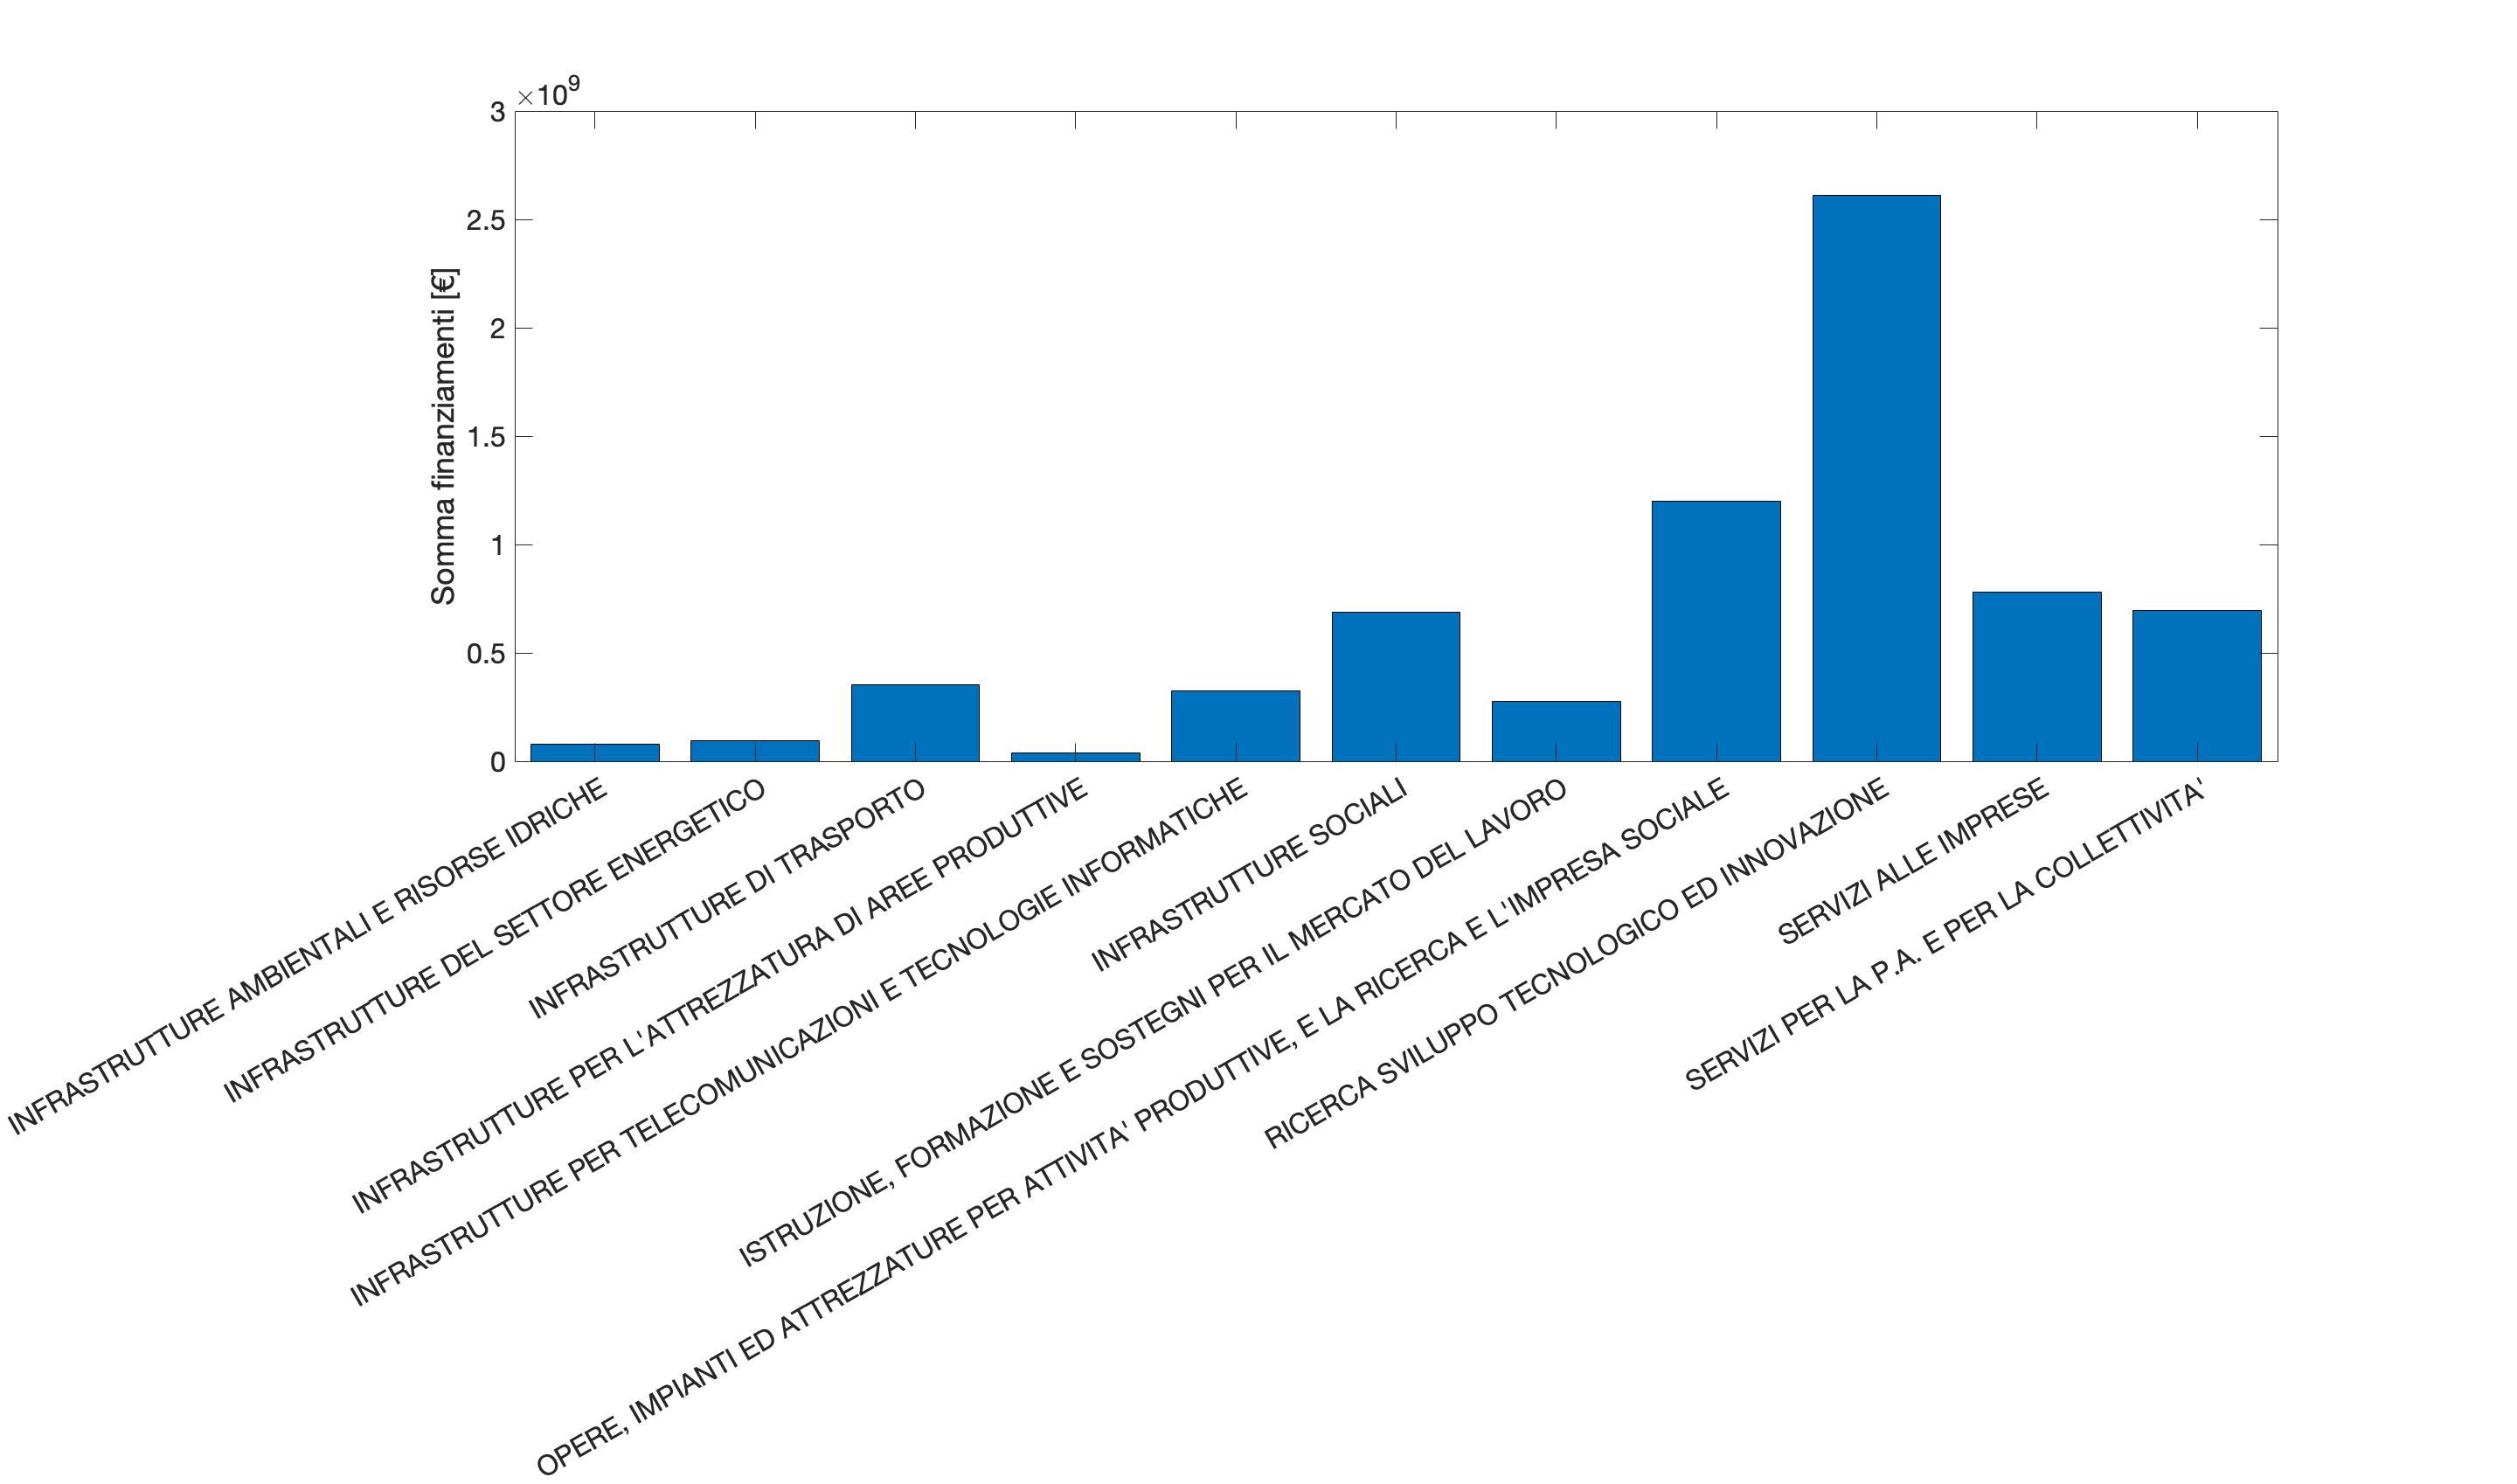 ×10⁹
3
2.5
2
1.5
1
0.5
0
Somma finanziamenti [€]
INFRASTRUTTURE AMBIENTALI E RISORSE IDRICHE
INFRASTRUTTURE DEL SETTORE ENERGETICO
INFRASTRUTTURE DI TRASPORTO
INFRASTRUTTURE PER L'ATTREZZATURA DI AREE PRODUTTIVE
INFRASTRUTTURE PER TELECOMUNICAZIONI E TECNOLOGIE INFORMATICHE
INFRASTRUTTURE SOCIALI
ISTRUZIONE, FORMAZIONE E SOSTEGNI PER IL MERCATO DEL LAVORO
OPERE, IMPIANTI ED ATTREZZATURE PER ATTIVITA' PRODUTTIVE, E LA RICERCA E L'IMPRESA SOCIALE
RICERCA SVILUPPO TECNOLOGICO ED INNOVAZIONE
SERVIZI ALLE IMPRESE
SERVIZI PER LA P.A. E PER LA COLLETTIVITA'